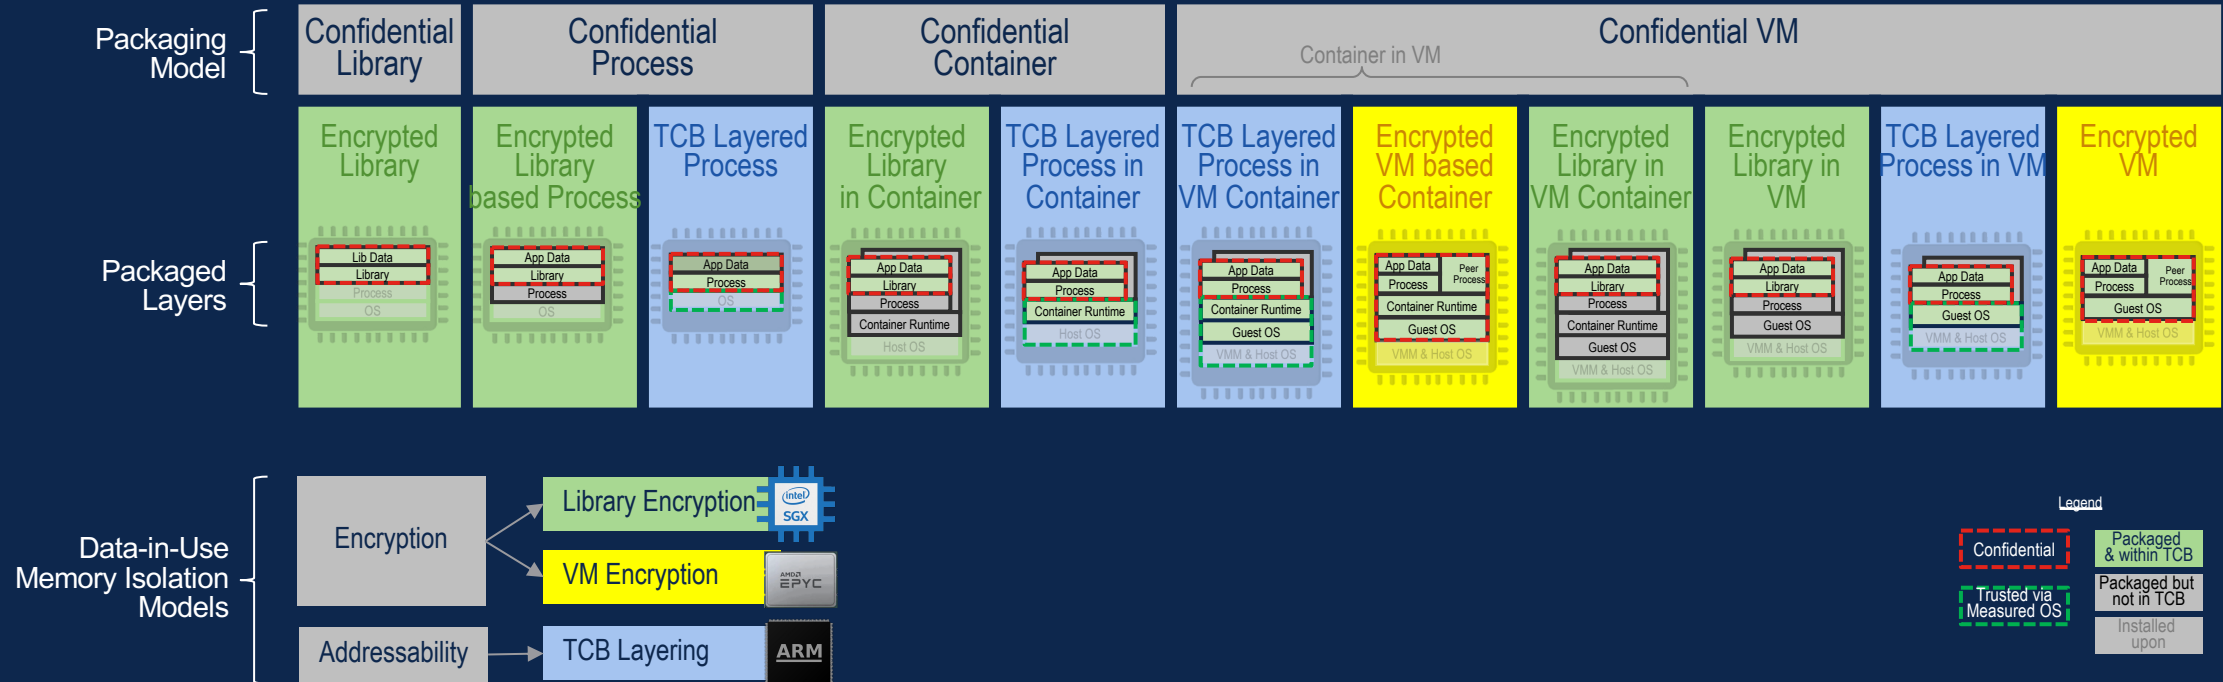 Packaging
Model
Confidential
Library
Confidential
Process
Confidential
Container
Confidential VM
Container in VM
Encrypted
Library
Encrypted
Library
based Process
TCB Layered
Process
Encrypted
Library
in Container
TCB Layered
Process in
Container
TCB Layered
Process in
VM Container
Encrypted
VM based
Container
Encrypted
Library in
VM Container
Encrypted
Library in
VM
TCB Layered
Process in VM
Encrypted
VM
Packaged
Layers
Lib Data
Library
Process
OS
App Data
Library
Process
OS
App Data
Process
OS
App Data
Library
Process
Container Runtime
Host OS
App Data
Process
Container Runtime
Host OS
App Data
Process
Container Runtime
Guest OS
VMM & Host OS
App Data
Process
Peer
Process
Container Runtime
Guest OS
VMM & Host OS
App Data
Library
Process
Container Runtime
Guest OS
VMM & Host OS
App Data
Library
Process
Guest OS
VMM & Host OS
App Data
Process
Guest OS
VMM & Host OS
App Data
Process
Peer
Process
Guest OS
VMM & Host OS
Data-in-Use
Memory Isolation
Models
Encryption
Library Encryption
intel
SGX
VM Encryption
AMD
EPYC
Addressability
TCB Layering
ARM
Legend
Confidential
Packaged
& within TCB
Trusted via
Measured OS
Packaged but
not in TCB
Installed
upon